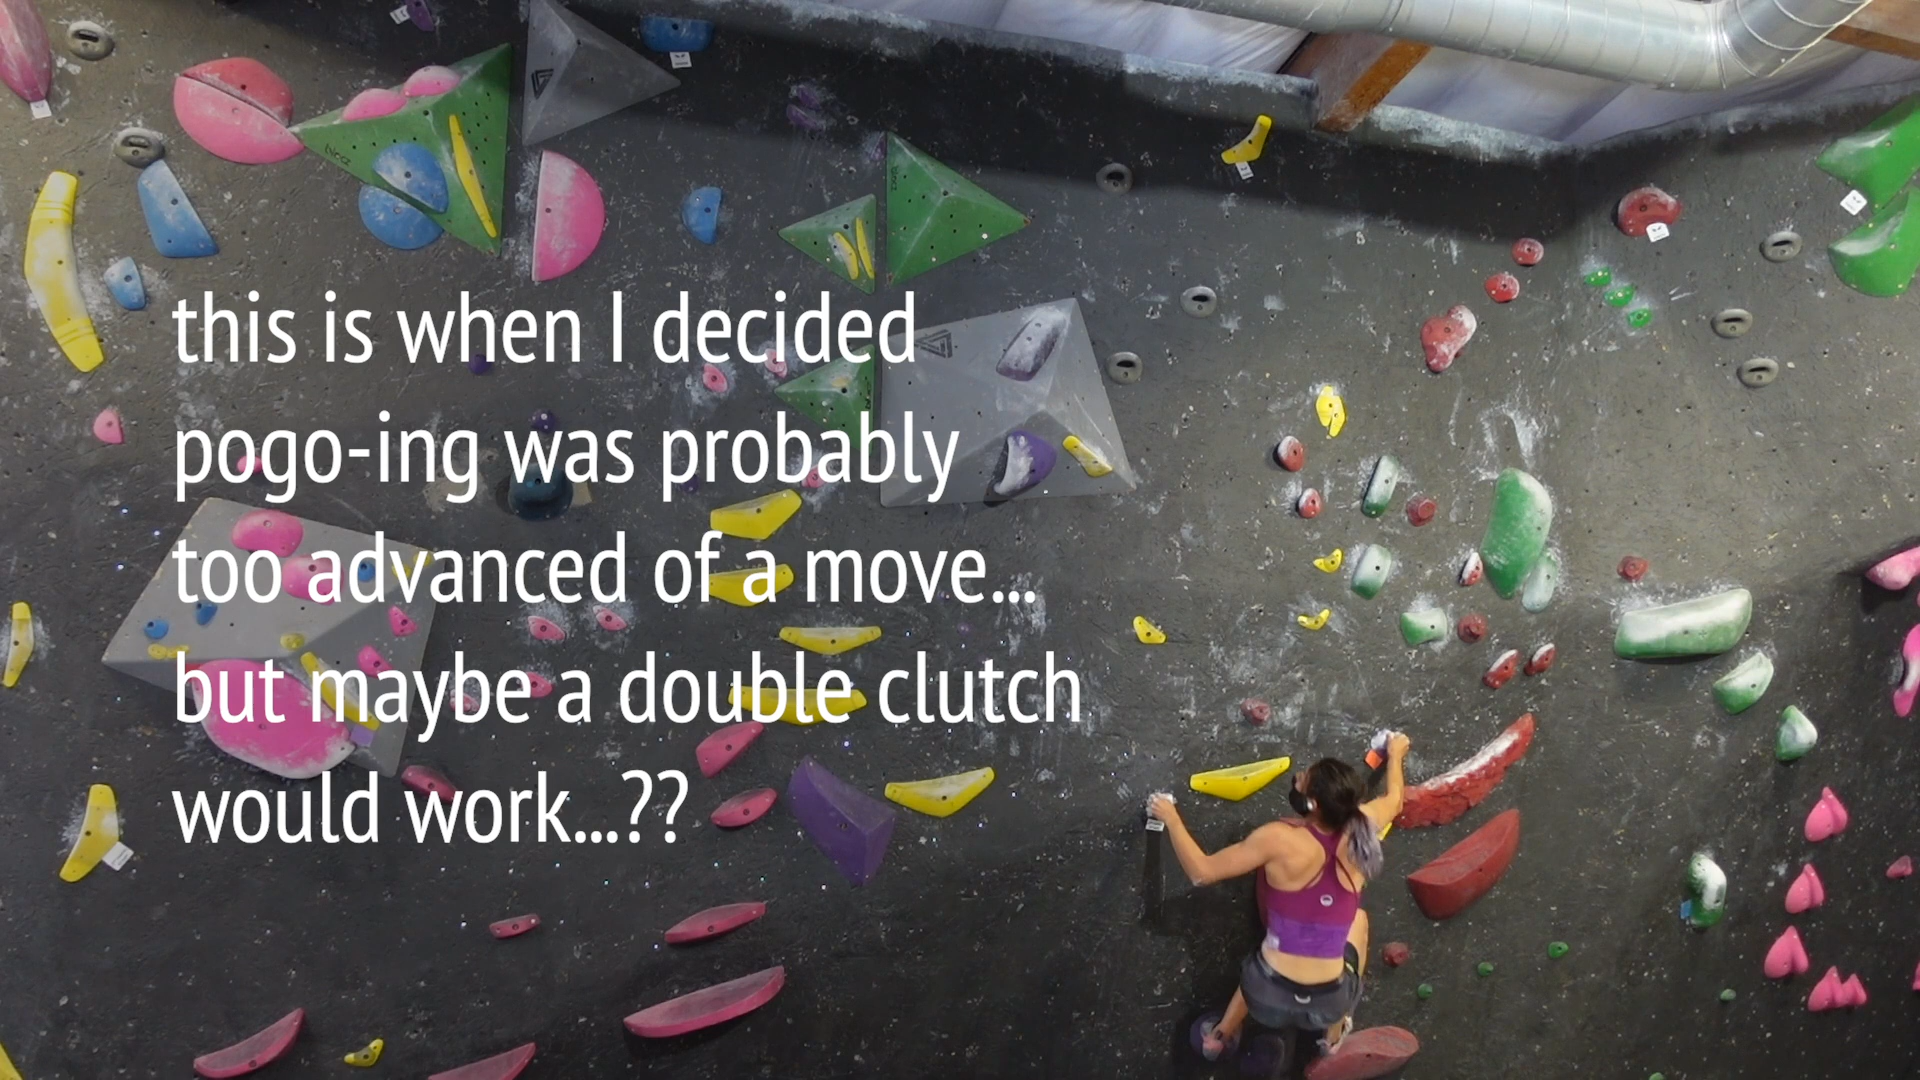 this is when I decided
pogo-ing was probably
too advanced of a move...
but maybe a double clutch
would work...??